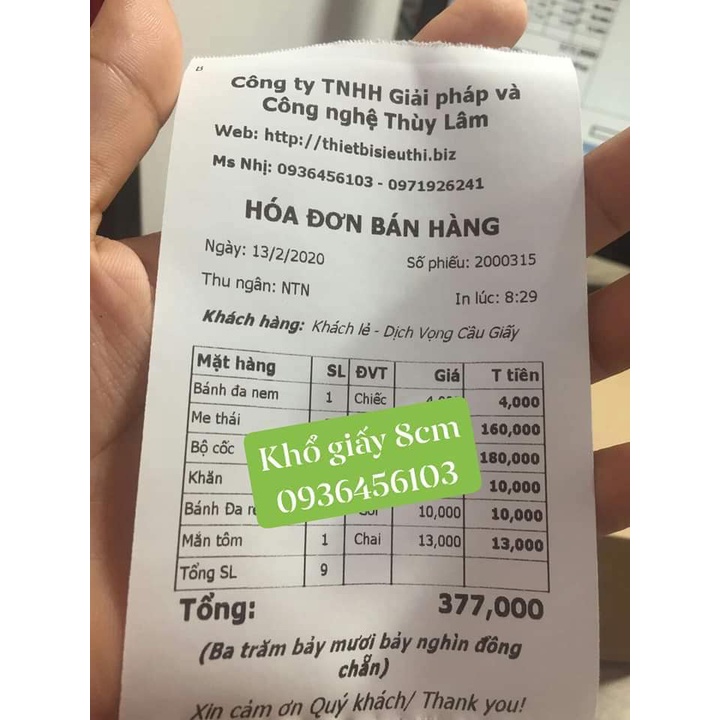 Công ty TNHH Giải pháp và
Công nghệ Thùy Lâm
Web: http://thietbisieuthi.biz
Ms Nhị: 0936456103 - 0971926241
HÓA ĐƠN BÁN HÀNG
Ngày: 13/2/2020 Số phiếu: 2000315
Thu ngân: NTN In lúc: 8:29
Khách hàng: Khách lẻ - Dịch Vọng Cầu Giấy
Mặt hàng SL ĐVT Giá T tiên
Bánh đa nem 1 Chiếc 4,000
Me thái 160,000
Bộ cốc 180,000
Khăn 10,000
Bánh Đa 10,000 10,000
Mắn tôm 1 Chai 13,000 13,000
Tổng SL 9
Khổ giấy 8cm
0936456103
Tổng: 377,000
(Ba trăm bảy mươi bảy nghìn đông
chẵn)
Xin cảm ơn Quý khách/ Thank you!